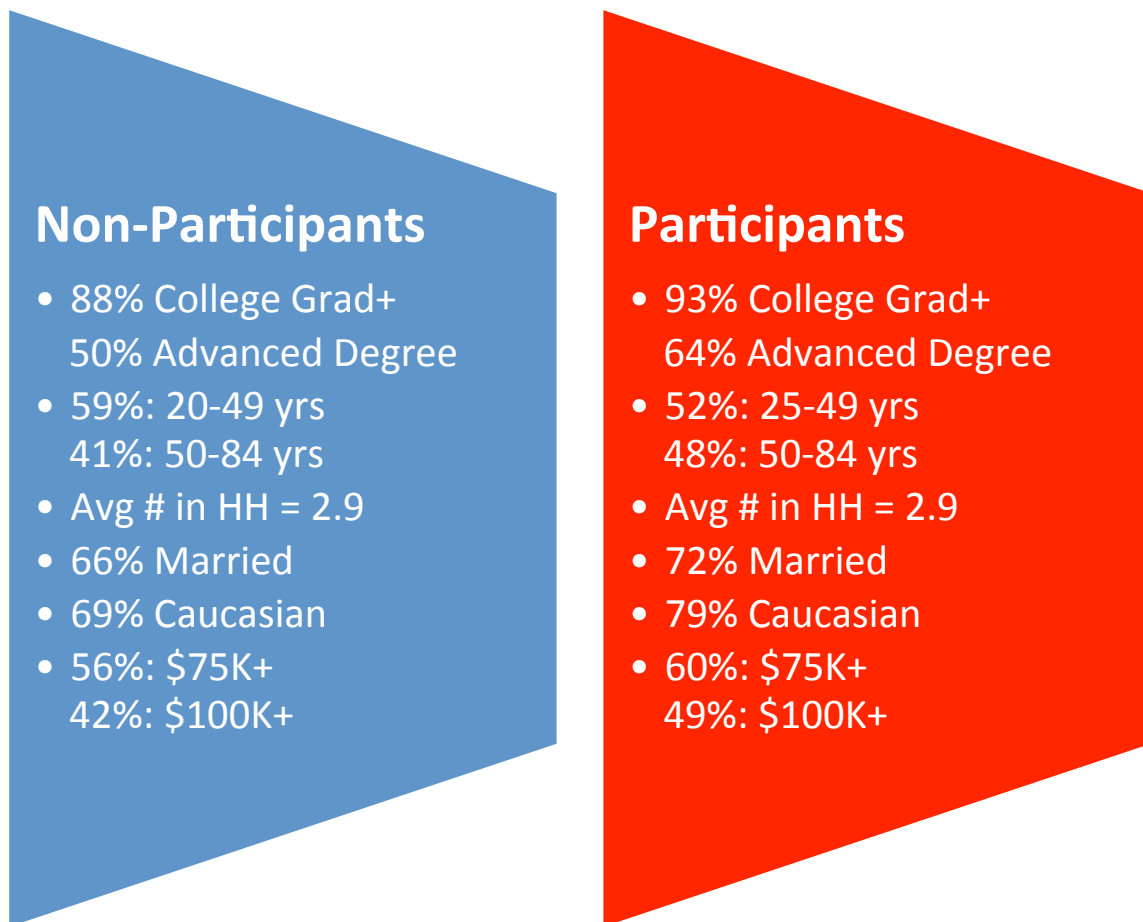 Non-Participants
• 88% College Grad+
50% Advanced Degree
• 59%: 20-49 yrs
41%: 50-84 yrs
• Avg # in HH = 2.9
• 66% Married
• 69% Caucasian
• 56%: $75K+
42%: $100K+
Participants
• 93% College Grad+
64% Advanced Degree
• 52%: 25-49 yrs
48%: 50-84 yrs
• Avg # in HH = 2.9
• 72% Married
• 79% Caucasian
• 60%: $75K+
49%: $100K+